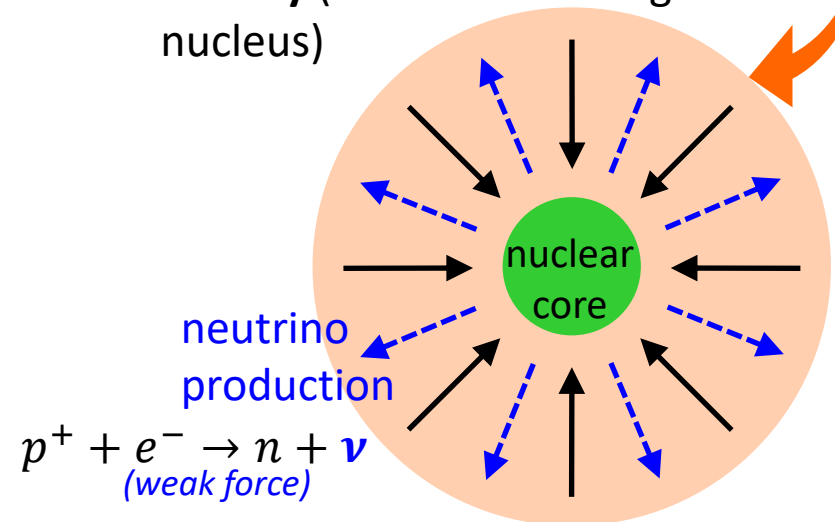 nucleus)
nuclear
core
neutrino
production
p⁺ + e⁻ → n + ν
(weak force)